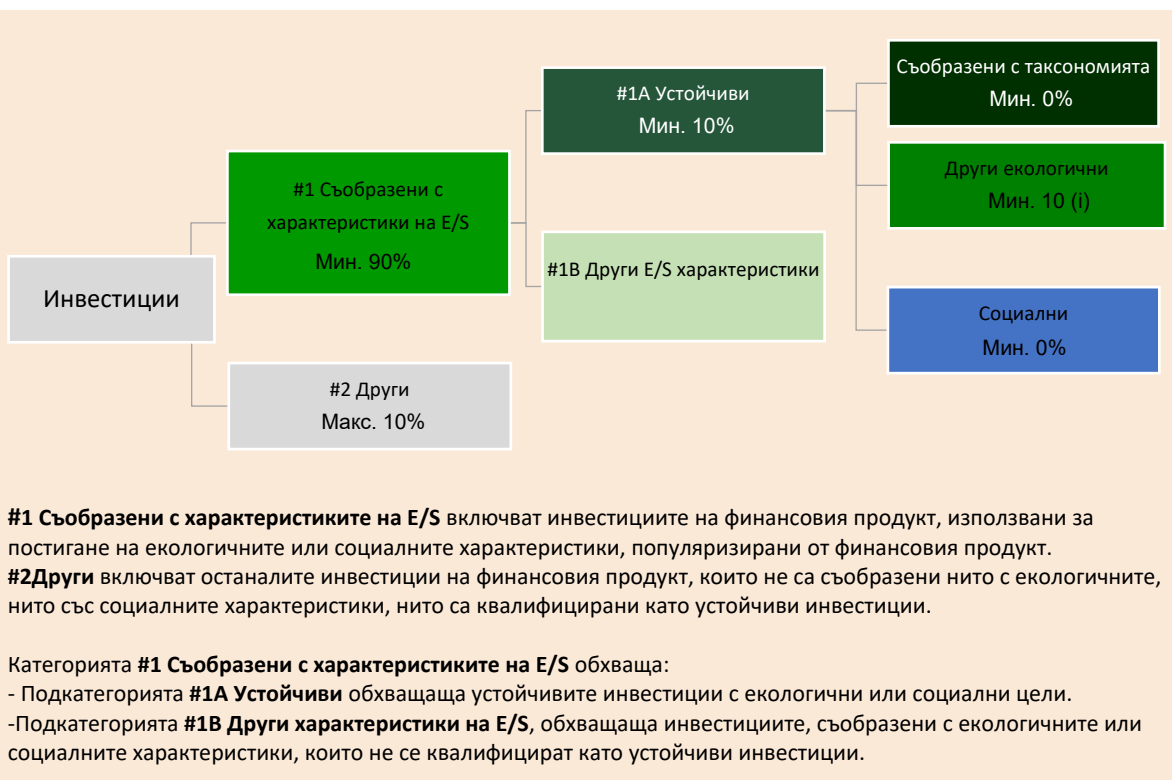 Съобразени с таксономията
Мин. 0%
#1A Устойчиви
Мин. 10%
Други екологични
Мин. 10 (i)
#1 Съобразени с
характеристики на E/S
Мин. 90%
#1B Други E/S характеристики
Инвестиции
Социални
Мин. 0%
#2 Други
Макс. 10%
#1 Съобразени с характеристиките на E/S включват инвестициите на финансовия продукт, използвани за
постигане на екологичните или социалните характеристики, популяризирани от финансовия продукт.
#2Други включват останалите инвестиции на финансовия продукт, които не са съобразени нито с екологичните,
нито със социалните характеристики, нито са квалифицирани като устойчиви инвестиции.
Категорията #1 Съобразени с характеристиките на E/S обхваща:
- Подкатегорията #1A Устойчиви обхващаща устойчивите инвестиции с екологични или социални цели.
-Подкатегорията #1B Други характеристики на E/S, обхващаща инвестициите, съобразени с екологичните или
социалните характеристики, които не се квалифицират като устойчиви инвестиции.